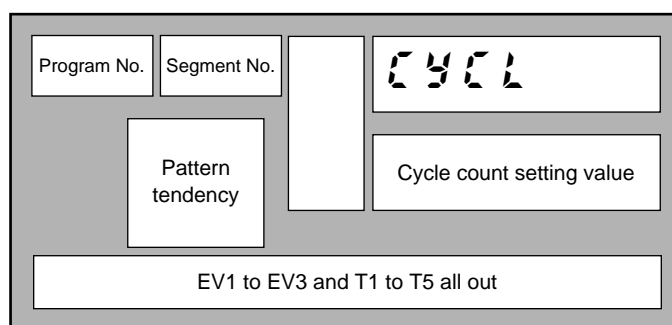 Program No.
Segment No.
CYCL
Pattern
tendency
Cycle count setting value
EV1 to EV3 and T1 to T5 all out